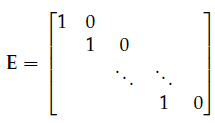 E = [1 0
1 0
⋱ ⋱
1 0]